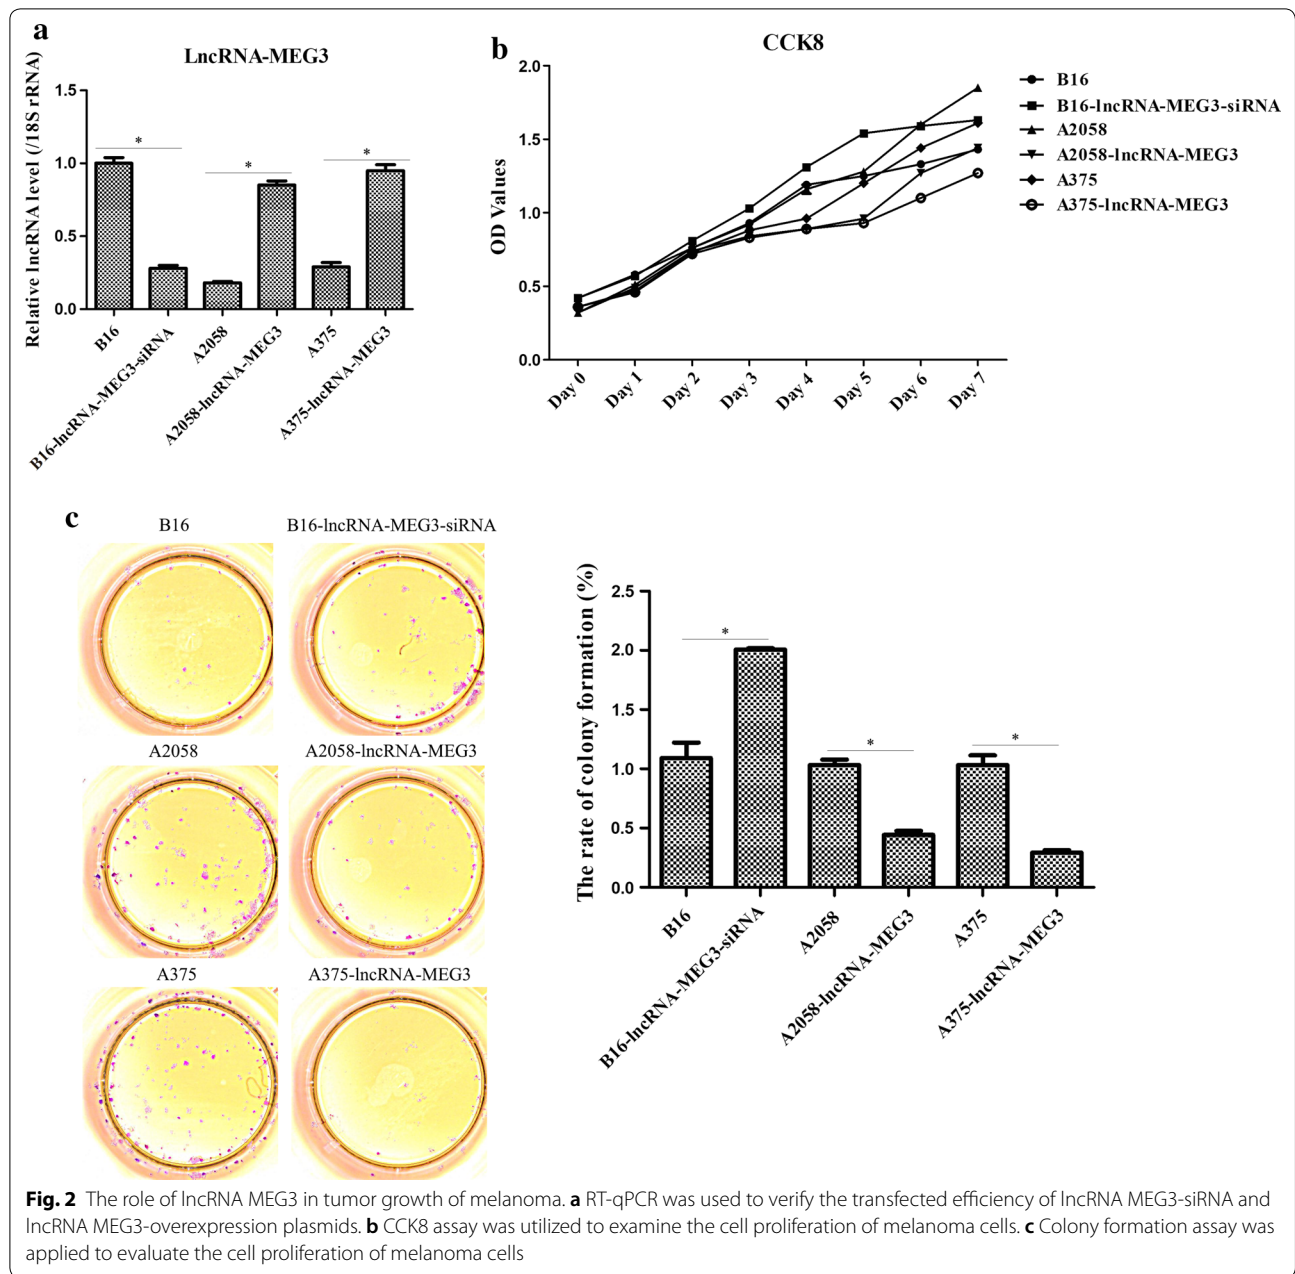 a
LncRNA-MEG3
Relative lncRNA level (/18S rRNA)
1.5
1.0
0.5
0.0
*
*
*
B16
B16-lncRNA-MEG3-siRNA
A2058
A2058-lncRNA-MEG3
A375
A375-lncRNA-MEG3
b
CCK8
OD Values
2.0
1.5
1.0
0.5
0.0
Day 0
Day 1
Day 2
Day 3
Day 4
Day 5
Day 6
Day 7
B16
B16-lncRNA-MEG3-siRNA
A2058
A2058-lncRNA-MEG3
A375
A375-lncRNA-MEG3
c
B16
B16-lncRNA-MEG3-siRNA
A2058
A2058-lncRNA-MEG3
A375
A375-lncRNA-MEG3
The rate of colony formation (%)
2.5
2.0
1.5
1.0
0.5
0.0
*
*
*
B16
B16-lncRNA-MEG3-siRNA
A2058
A2058-lncRNA-MEG3
A375
A375-lncRNA-MEG3
Fig. 2 The role of lncRNA MEG3 in tumor growth of melanoma. a RT-qPCR was used to verify the transfected efficiency of lncRNA MEG3-siRNA and
lncRNA MEG3-overexpression plasmids. b CCK8 assay was utilized to examine the cell proliferation of melanoma cells. c Colony formation assay was
applied to evaluate the cell proliferation of melanoma cells